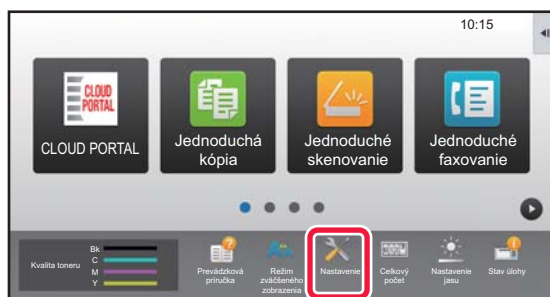 10:15
CLOUD
PORTAL
CLOUD PORTAL
Jednoduchá
kópia
Jednoduché
skenovanie
Jednoduché
faxovanie
Kvalita toneru
Bk
C
M
Y
Prevádzková
príručka
Režim
zväčšeného
zobrazenia
Nastavenie
Celkový
počet
Nastavenie
jasu
Stav úlohy